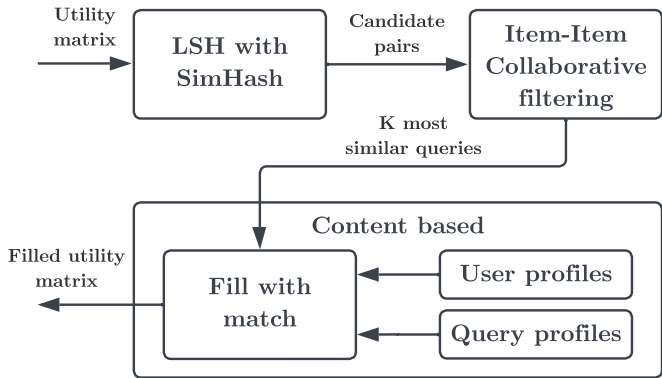 Utility
matrix
LSH with
SimHash
Candidate
pairs
Item-Item
Collaborative
filtering
K most
similar queries
Content based
Filled utility
matrix
Fill with
match
User profiles
Query profiles